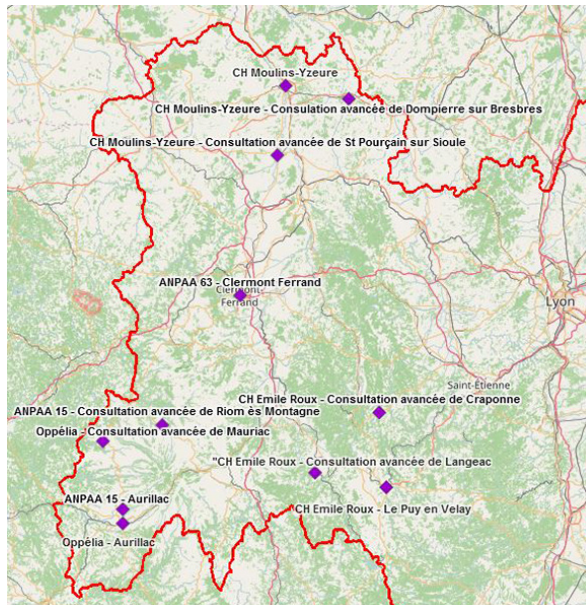 CH Moulins-Yzeure
CH Moulins-Yzeure - Consulation avancée de Dompierre sur Bresbres
CH Moulins-Yzeure - Consultation avancée de St Pourçain sur Sioule
ANPAA 63 - Clermont Ferrand
Clermont-
Ferrand
Lyon
Saint-Étienne
CH Emile Roux - Consultation avancée de Craponne
ANPAA 15 - Consultation avancée de Riom ès Montagne
Oppélia - Consultation avancée de Mauriac
"CH Emile Roux - Consultation avancée de Langeac
ANPAA 15 - Aurillac
CH Emile Roux - Le Puy en Velay
Oppélia - Aurillac